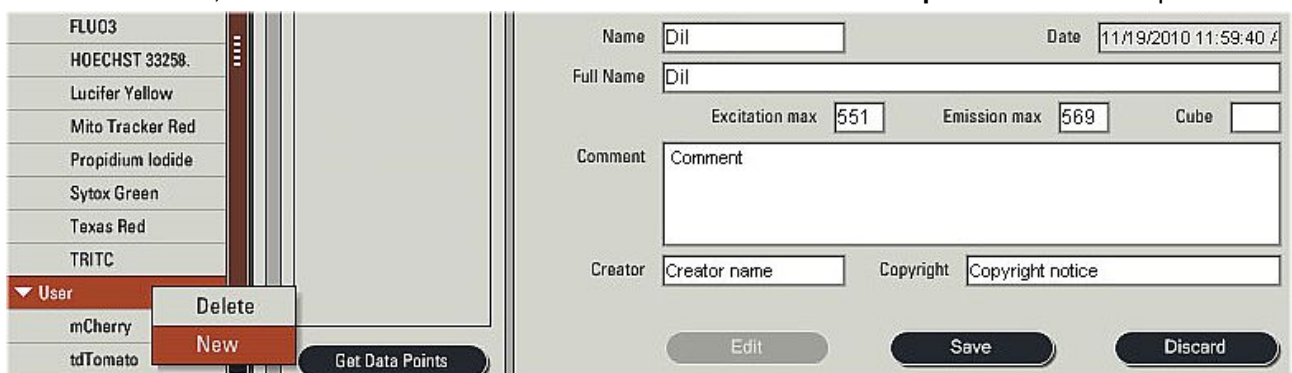 FLUO3
HOECHST 33258.
Lucifer Yellow
Mito Tracker Red
Propidium Iodide
Sytox Green
Texas Red
TRITC
User
mCherry
tdTomato
Delete
New
Get Data Points
Name DiI Date 11/19/2010 11:59:40 A
Full Name DiI
Excitation max 551 Emission max 569 Cube
Comment Comment
Creator Creator name Copyright Copyright notice
Edit Save Discard